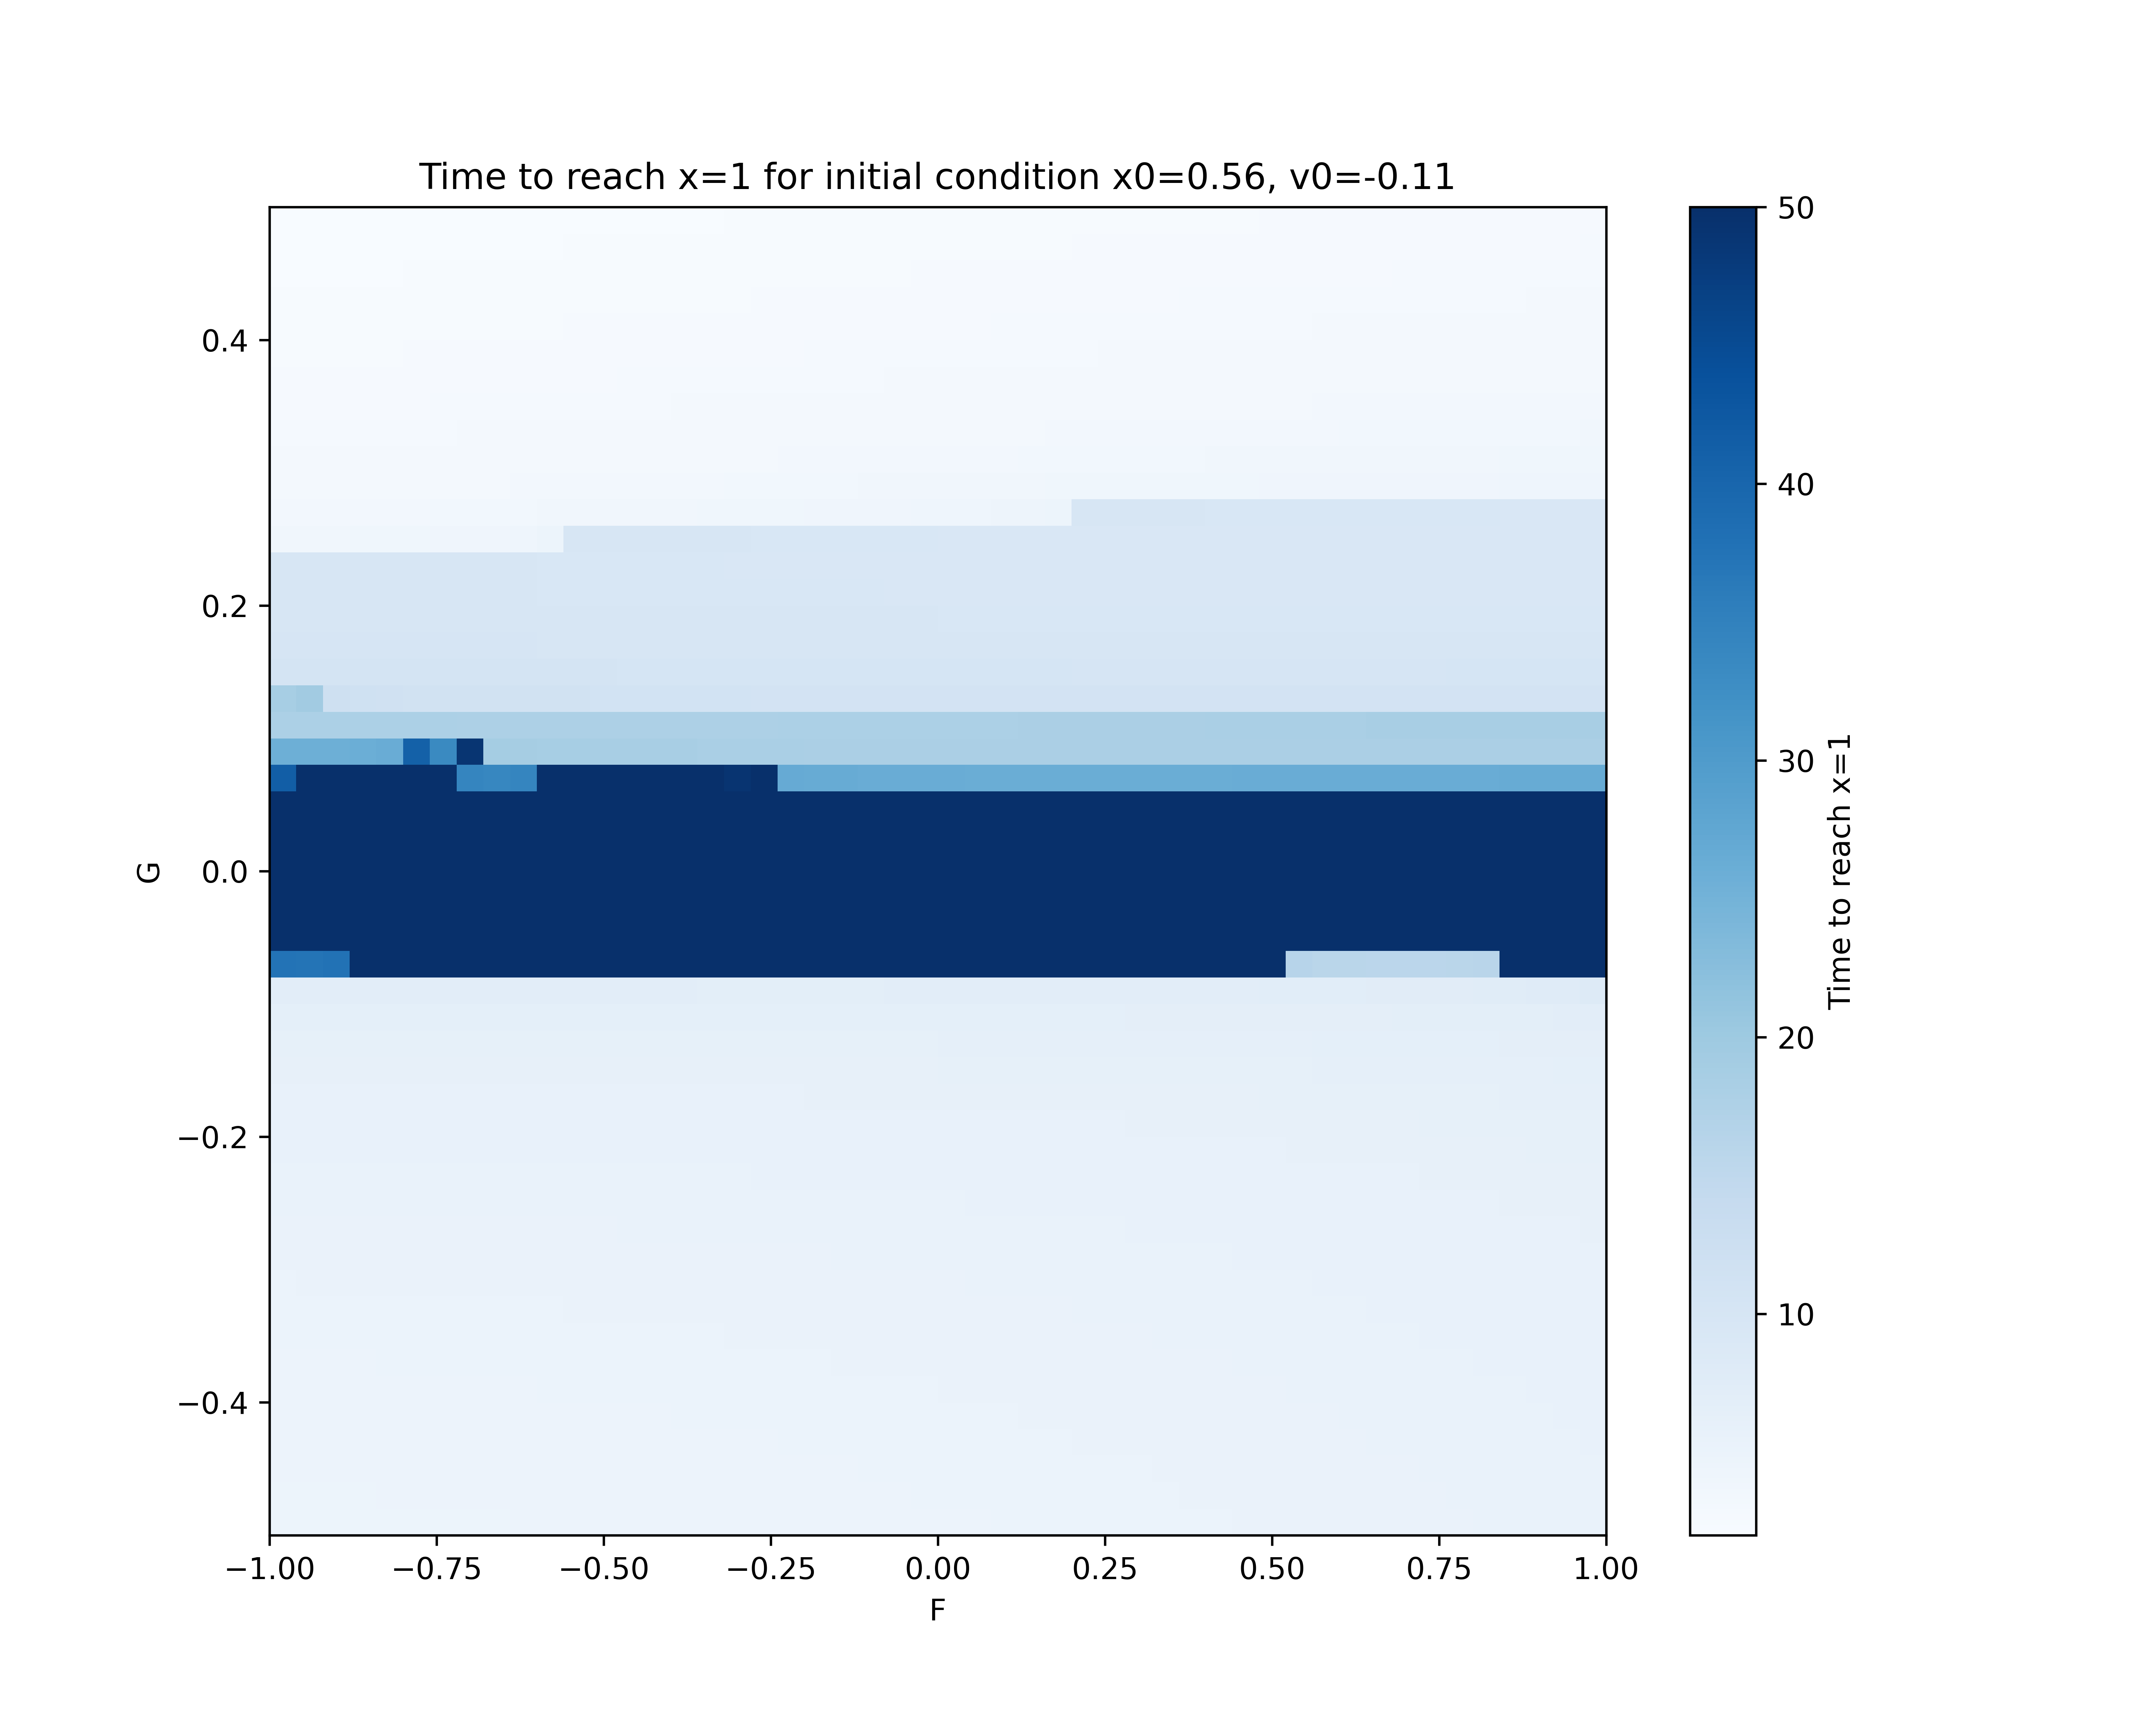 Time to reach x=1 for initial condition x0=0.56, v0=-0.11
0.4
0.2
0.0
−0.2
−0.4
G
−1.00 −0.75 −0.50 −0.25 0.00 0.25 0.50 0.75 1.00
F
50
40
30
20
10
Time to reach x=1